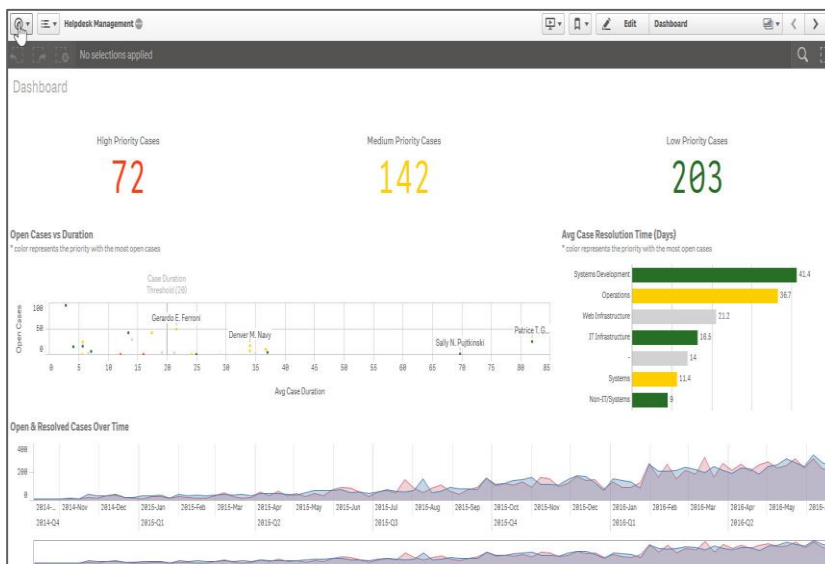 Helpdesk Management
Edit
Dashboard
No selections applied
Dashboard
High Priority Cases
72
Medium Priority Cases
142
Low Priority Cases
203
Open Cases vs Duration
* color represents the priority with the most open cases
Case Duration
Threshold (20)
Open Cases
100
50
0
Gerardo E. Ferroni
Denver M. Navy
Sally N. Pujtkinski
Patrice T. G...
0 5 10 15 20 25 30 35 40 45 50 55 60 65 70 75 80 85
Avg Case Duration
Avg Case Resolution Time (Days)
* color represents the priority with the most open cases
Systems Development 41.4
Operations 36.7
Web Infrastructure 21.2
IT Infrastructure 16.5
- 14
Systems 11.4
Non-IT/Systems 9
Open & Resolved Cases Over Time
400
200
0
2014-... 2014-Nov 2014-Dec 2015-Jan 2015-Feb 2015-Mar 2015-Apr 2015-May 2015-Jun 2015-Jul 2015-Aug 2015-Sep 2015-Oct 2015-Nov 2015-Dec 2016-Jan 2016-Feb 2016-Mar 2016-Apr 2016-May
2014-Q4 2015-Q1 2015-Q2 2015-Q3 2015-Q4 2016-Q1 2016-Q2